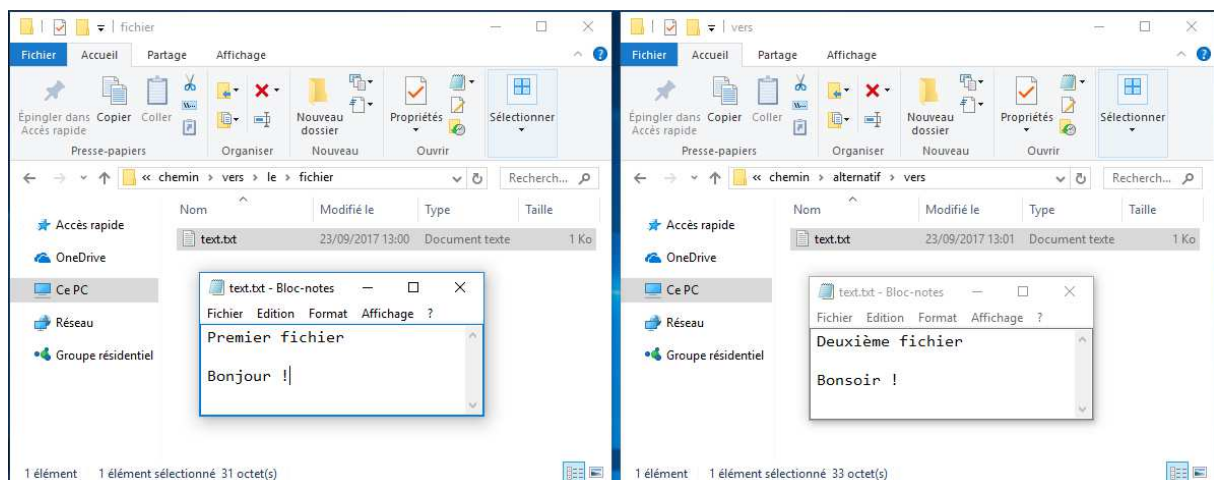 fichier
Fichier Accueil Partage Affichage
Épingler dans Accès rapide
Copier
Coller
W...
Nouveau dossier
Propriétés
Sélectionner
Presse-papiers Organiser Nouveau Ouvrir
« chemin > vers > le > fichier
Recherch...
Nom Modifié le Type Taille
text.txt 23/09/2017 13:00 Document texte 1 Ko
Accès rapide
OneDrive
Ce PC
Réseau
Groupe résidentiel
text.txt - Bloc-notes
Fichier Edition Format Affichage ?
Premier fichier
Bonjour !
1 élément 1 élément sélectionné 31 octet(s)
vers
Fichier Accueil Partage Affichage
Épingler dans Accès rapide
Copier
Coller
W...
Nouveau dossier
Propriétés
Sélectionner
Presse-papiers Organiser Nouveau Ouvrir
« chemin > alternatif > vers
Recherch...
Nom Modifié le Type Taille
text.txt 23/09/2017 13:01 Document texte 1 Ko
Accès rapide
OneDrive
Ce PC
Réseau
Groupe résidentiel
text.txt - Bloc-notes
Fichier Edition Format Affichage ?
Deuxième fichier
Bonsoir !
1 élément 1 élément sélectionné 33 octet(s)